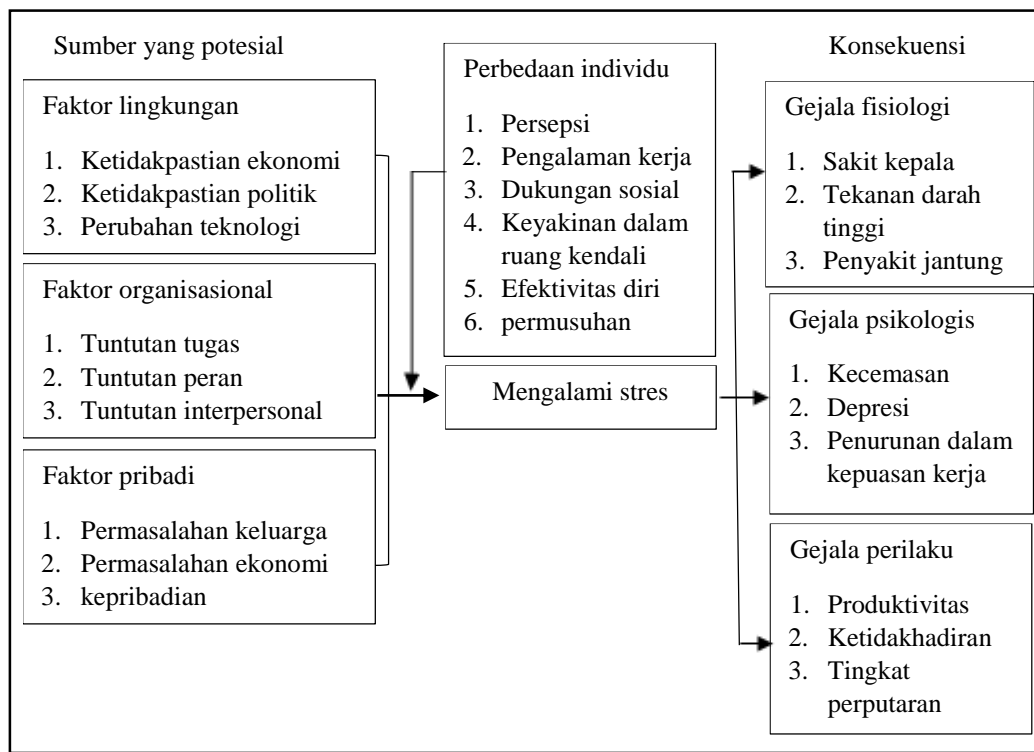 Sumber yang potesial
Faktor lingkungan
1. Ketidakpastian ekonomi
2. Ketidakpastian politik
3. Perubahan teknologi
Faktor organisasional
1. Tuntutan tugas
2. Tuntutan peran
3. Tuntutan interpersonal
Faktor pribadi
1. Permasalahan keluarga
2. Permasalahan ekonomi
3. kepribadian
Perbedaan individu
1. Persepsi
2. Pengalaman kerja
3. Dukungan sosial
4. Keyakinan dalam
ruang kendali
5. Efektivitas diri
6. permusuhan
Mengalami stres
Konsekuensi
Gejala fisiologi
1. Sakit kepala
2. Tekanan darah
tinggi
3. Penyakit jantung
Gejala psikologis
1. Kecemasan
2. Depresi
3. Penurunan dalam
kepuasan kerja
Gejala perilaku
1. Produktivitas
2. Ketidakhadiran
3. Tingkat
perputaran